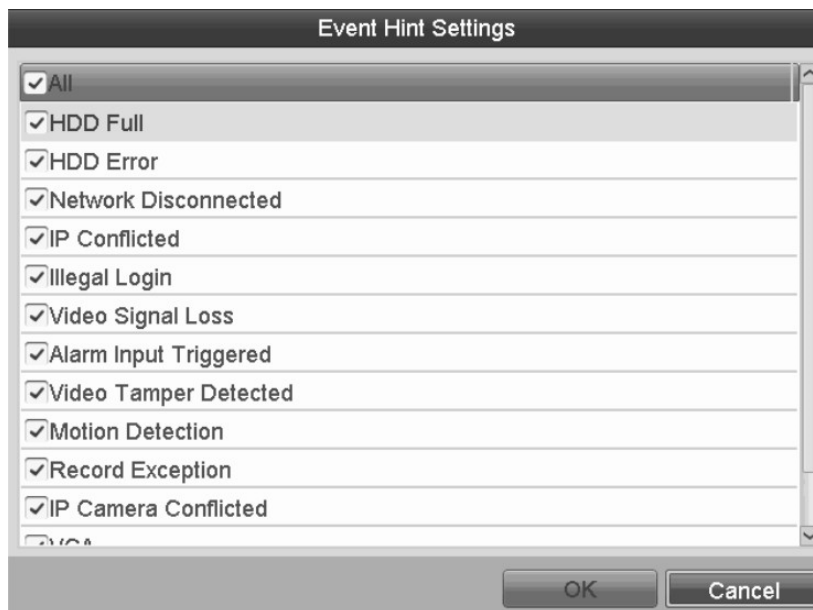 Event Hint Settings
All
HDD Full
HDD Error
Network Disconnected
IP Conflicted
Illegal Login
Video Signal Loss
Alarm Input Triggered
Video Tamper Detected
Motion Detection
Record Exception
IP Camera Conflicted
OK
Cancel